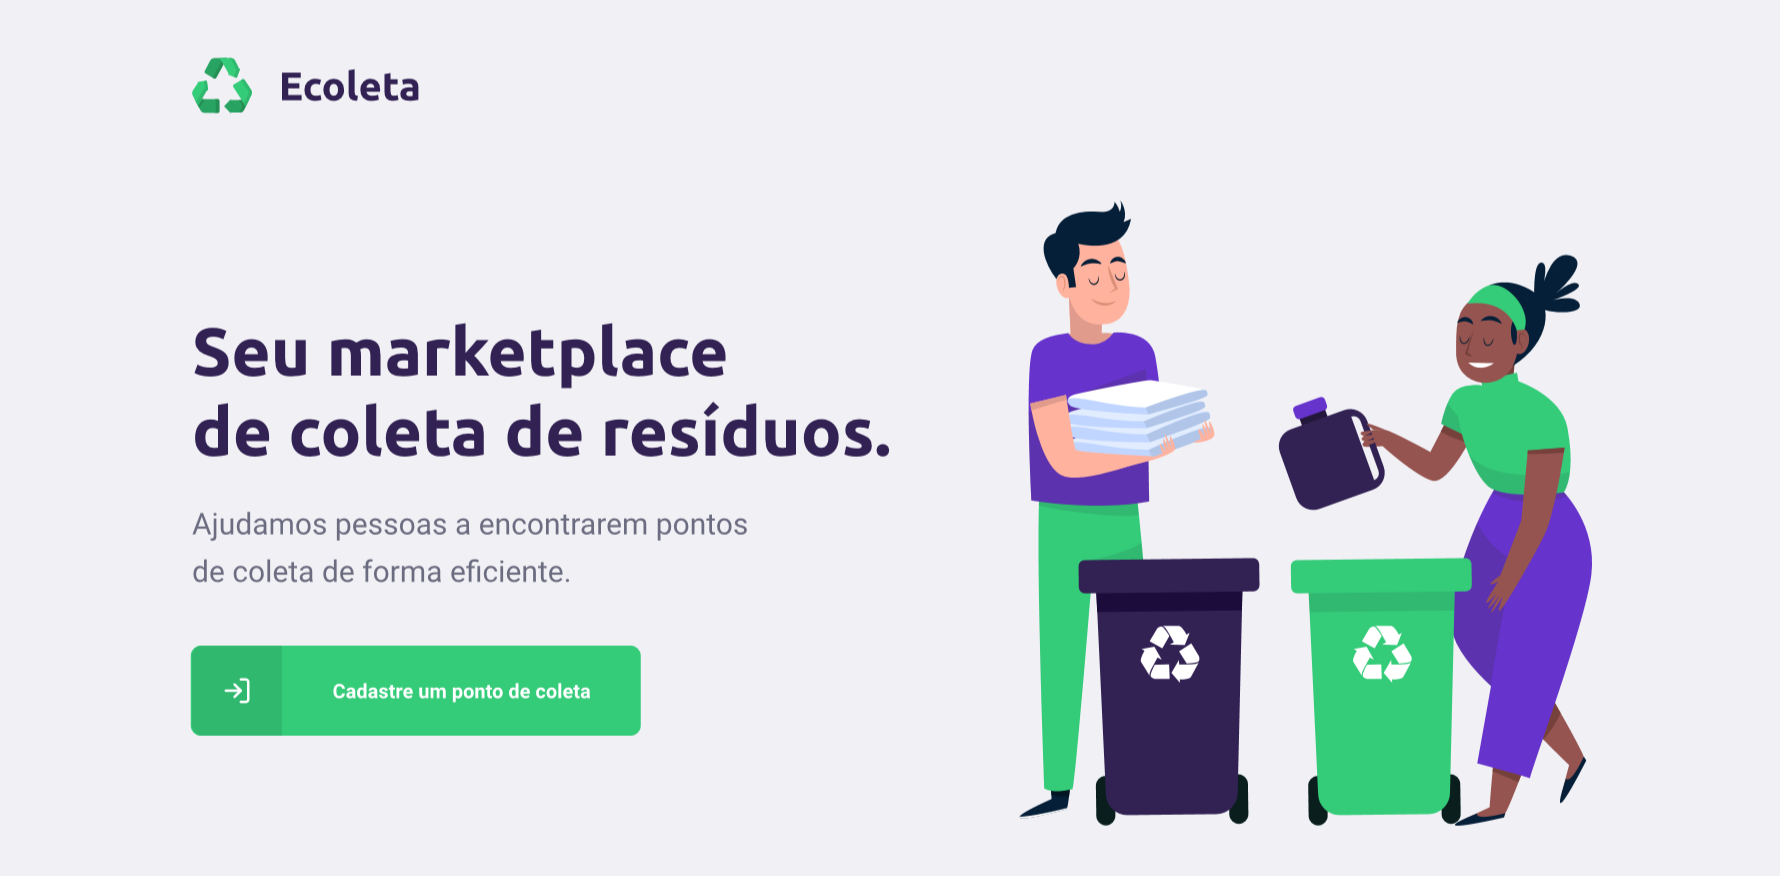 Ecoleta
Seu marketplace
de coleta de resíduos.
Ajudamos pessoas a encontrarem pontos
de coleta de forma eficiente.
Cadastre um ponto de coleta